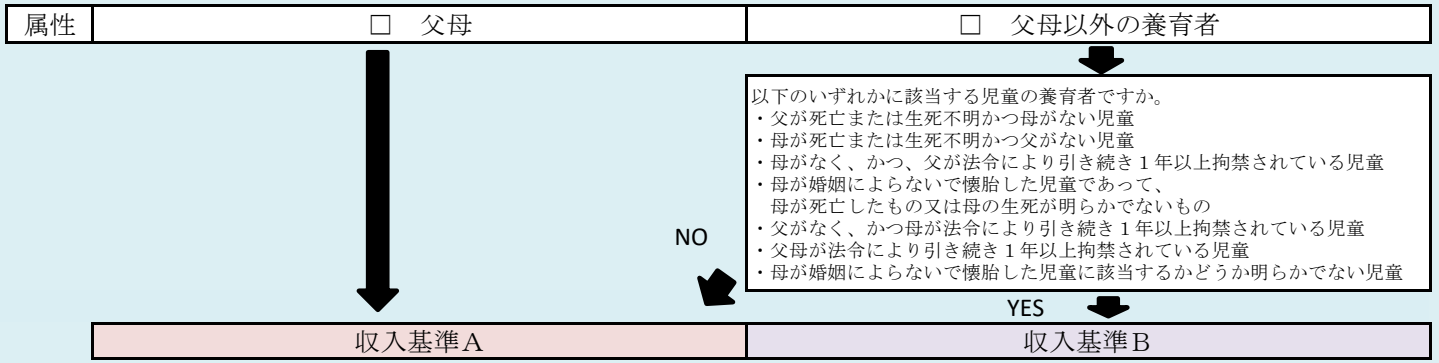 属性 □ 父母 □ 父母以外の養育者
以下のいずれかに該当する児童の養育者ですか。
・父が死亡または生死不明かつ母がない児童
・母が死亡または生死不明かつ父がない児童
・母がなく、かつ、父が法令により引き続き1年以上拘禁されている児童
・母が婚姻によらないで懐胎した児童であって、
母が死亡したもの又は母の生死が明らかでないもの
・父がなく、かつ母が法令により引き続き1年以上拘禁されている児童
・父母が法令により引き続き1年以上拘禁されている児童
・母が婚姻によらないで懐胎した児童に該当するかどうか明らかでない児童
NO
YES
収入基準A 収入基準B